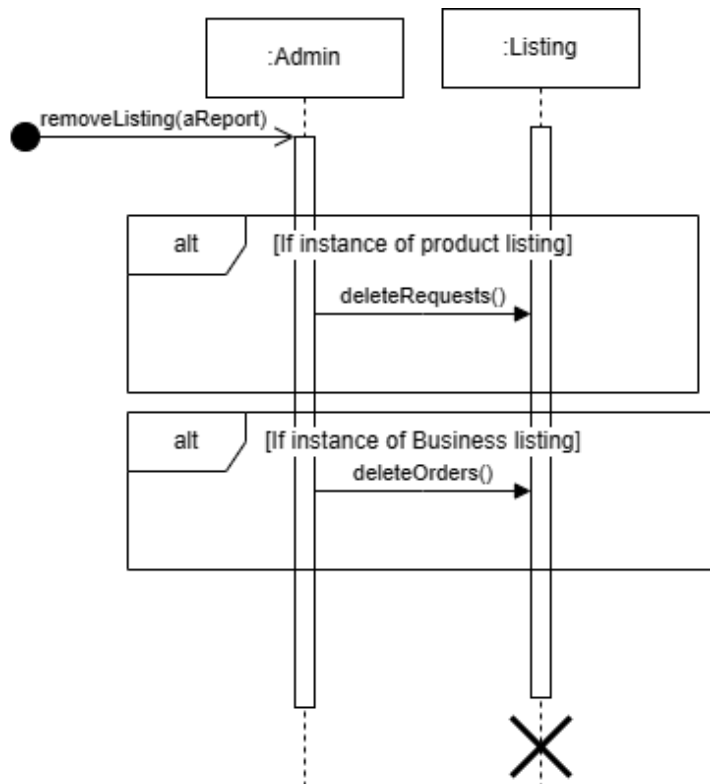 :Admin
:Listing
removeListing(aReport)
alt
[If instance of product listing]
deleteRequests()
alt
[If instance of Business listing]
deleteOrders()